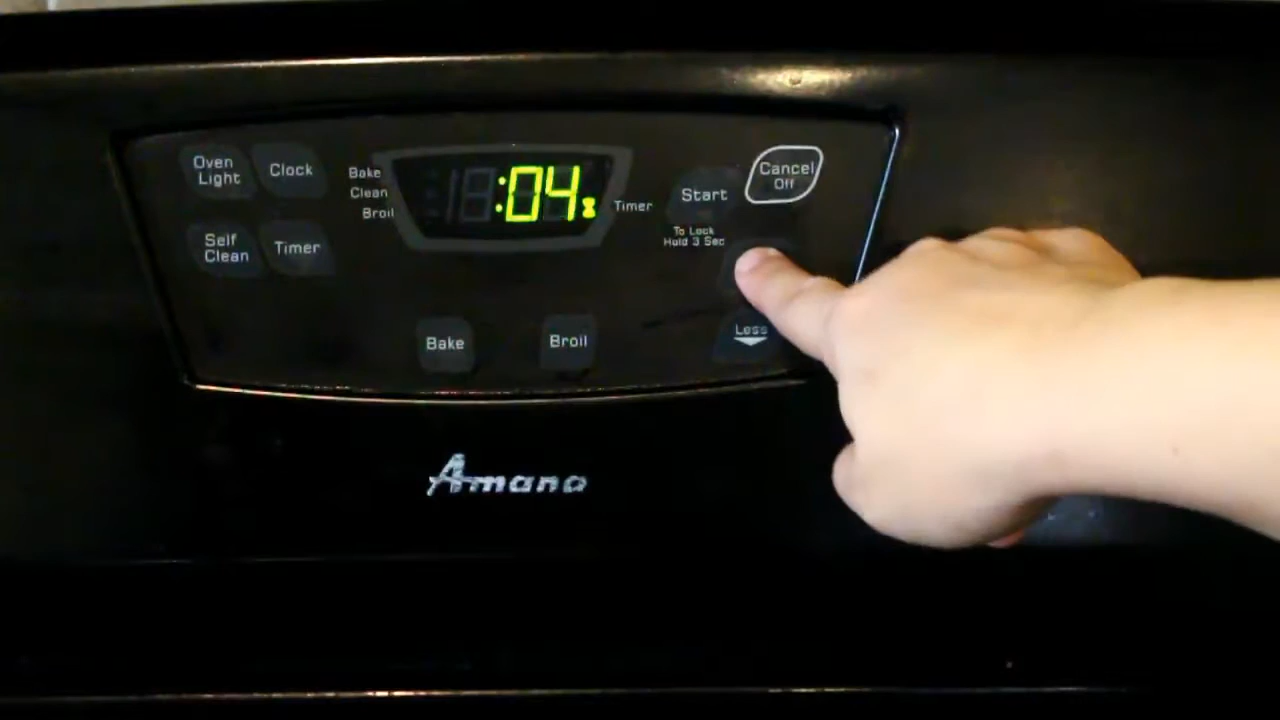 Oven
Light
Clock
Self
Clean
Timer
Bake
Clean
Broil
:04
Timer
Start
To Lock
Hold 3 Sec
Cancel
Off
Less
Bake
Broil
Amana